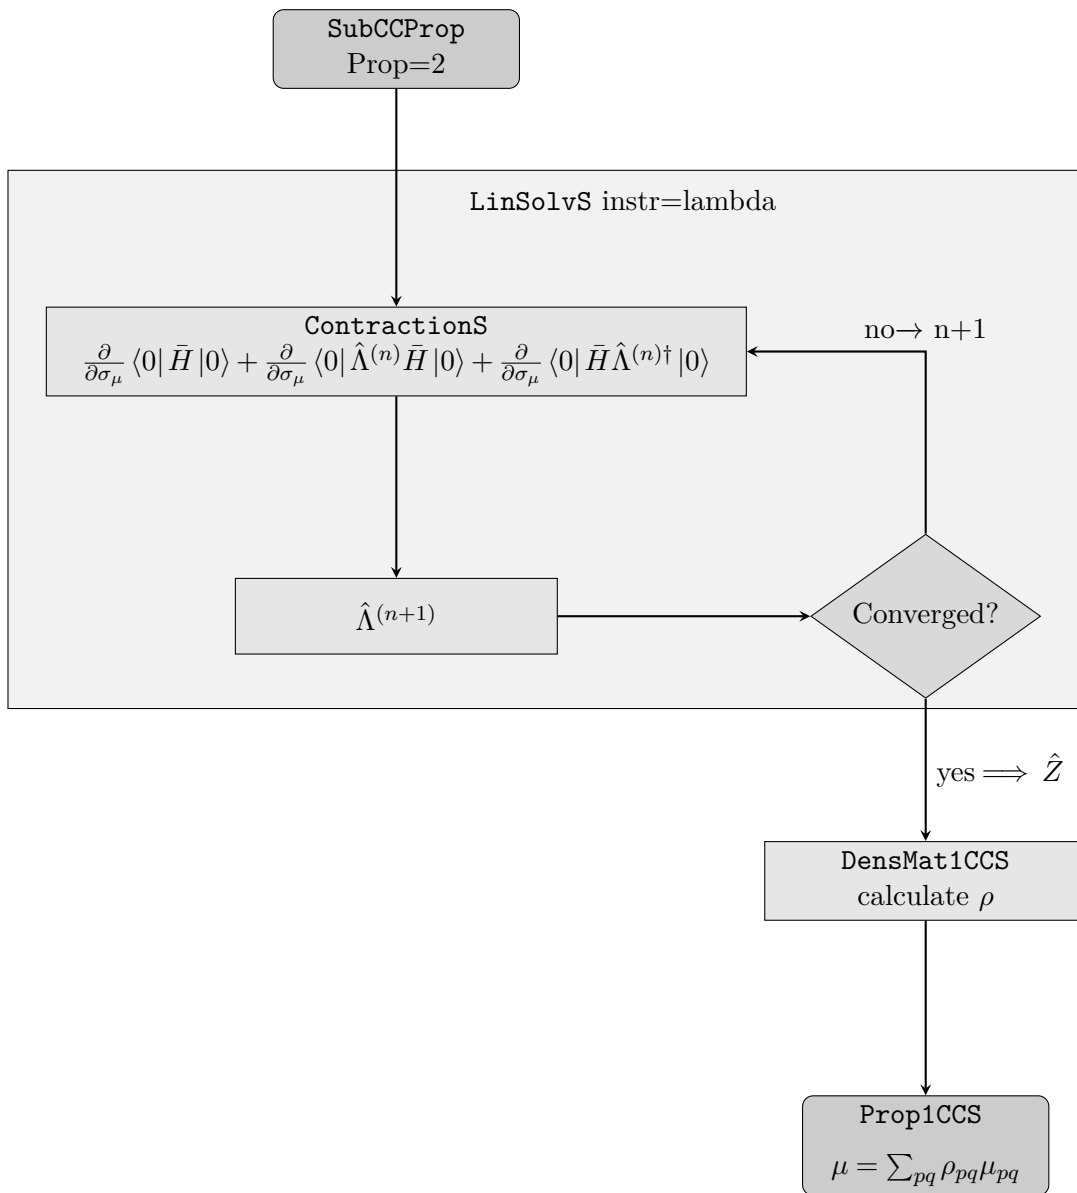 SubCCProp
Prop=2
LinSolvS instr=lambda
ContractionS
∂/∂σ_μ ⟨0| H̄ |0⟩ + ∂/∂σ_μ ⟨0| Λ̂^(n) H̄ |0⟩ + ∂/∂σ_μ ⟨0| H̄ Λ̂^(n)† |0⟩
no→ n+1
Λ̂^(n+1)
Converged?
yes ⟹ Ẑ
DensMat1CCS
calculate ρ
Prop1CCS
μ = ∑_pq ρ_pq μ_pq